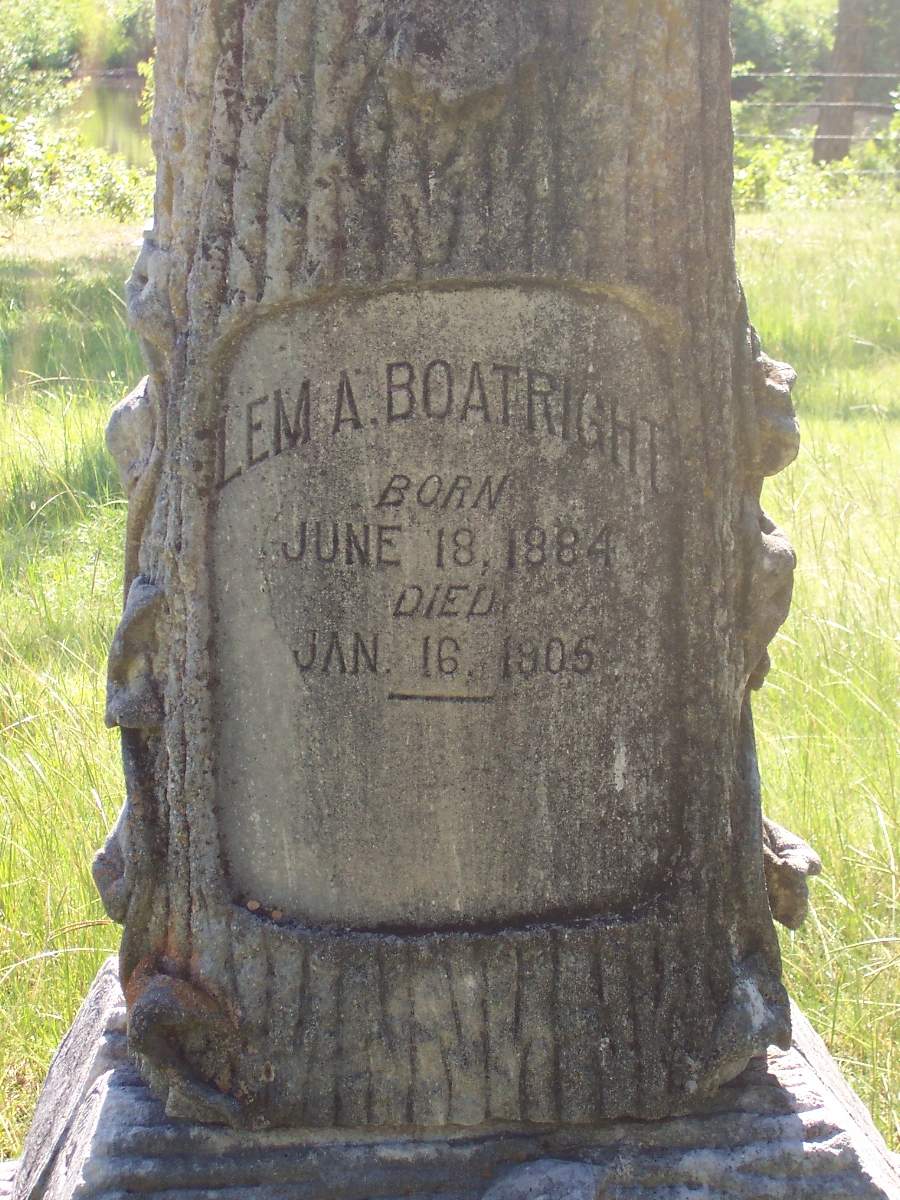 LEM A. BOATRIGHT
BORN
JUNE 18, 1884
DIED
JAN. 16, 1905